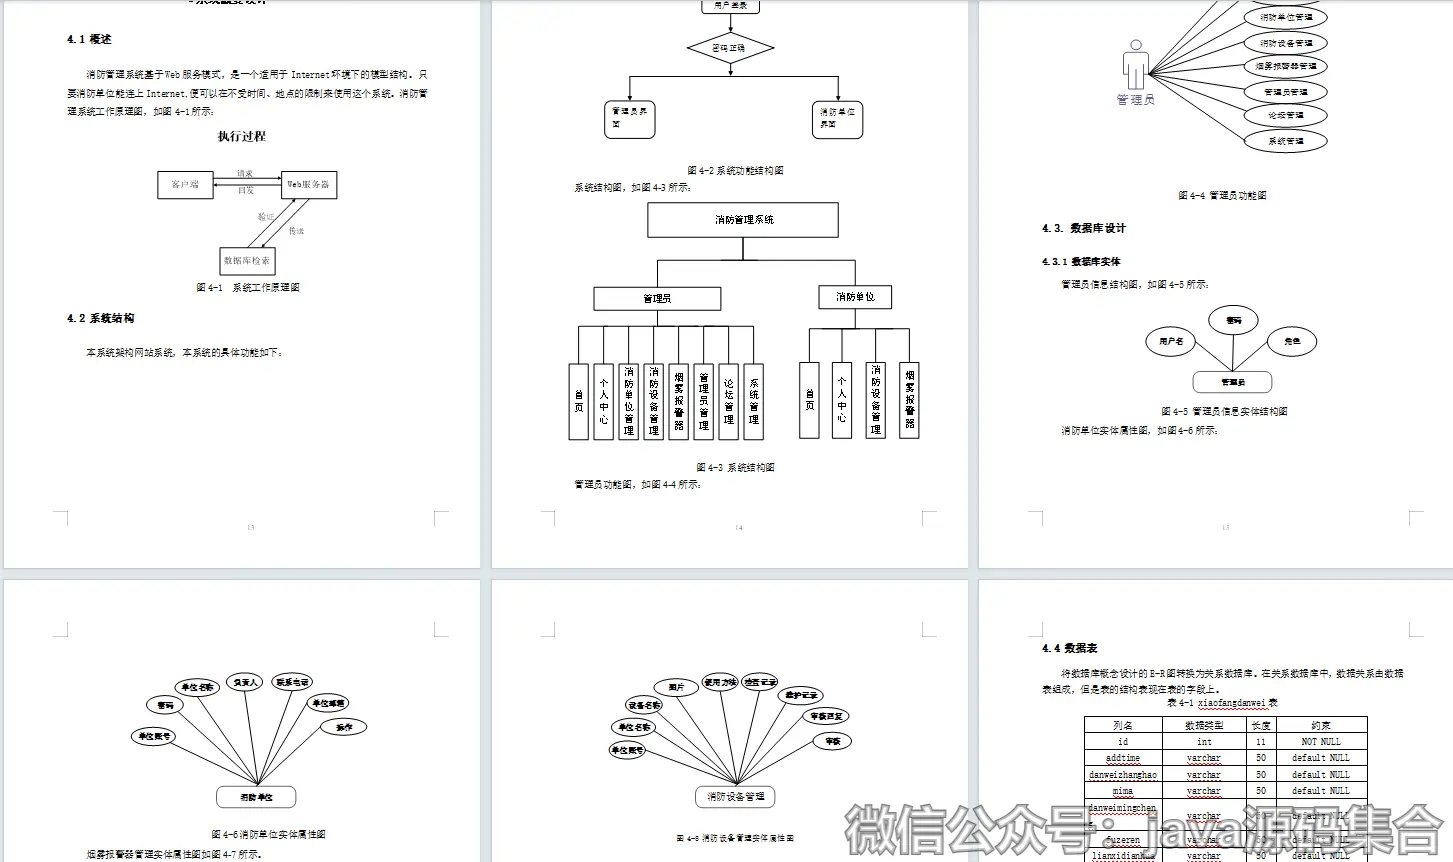 4.1 概述
消防管理系统基于Web 服务模式，是一个适用于 Internet 环境下的模型结构。只
要消防单位能连上 Internet,便可以在不受时间、地点的限制来使用这个系统。消防管
理系统工作原理图，如图 4-1 所示：
执行过程
请求
客户端
Web服务器
回发
验证
传送
数据库检索
图 4-1 系统工作原理图
4.2 系统结构
本系统架构网站系统，本系统的具体功能如下：
13
用户登录
密码正确
管理员界
面
消防单位
界面
图 4-2 系统功能结构图
系统结构图，如图 4-3 所示：
消防管理系统
管理员
消防单位
首页
个人中心
消防单位管理
消防设备管理
烟雾报警器
管理员管理
论坛管理
系统管理
首页
个人中心
消防设备管理
烟雾报警器
图 4-3 系统结构图
管理员功能图，如图 4-4 所示：
14
消防单位管理
消防设备管理
烟雾报警器管理
管理员管理
论坛管理
系统管理
管理员
图 4-4 管理员功能图
4.3. 数据库设计
4.3.1 数据库实体
管理员信息结构图，如图 4-5 所示：
密码
用户名
角色
管理员
图 4-5 管理员信息实体结构图
消防单位实体属性图，如图 4-6 所示：
15
单位名称
负责人
联系电话
密码
单位邮箱
单位账号
操作
消防单位
图 4-6消防单位实体属性图
烟雾报警器管理实体属性图如图 4-7 所示。
图片
使用方法
检查记录
设备名称
维护记录
单位名称
审核回复
单位账号
审核
消防设备管理
图 4-8 消防设备管理实体属性图
4.4 数据表
将数据库概念设计的 E-R 图转换为关系数据库。在关系数据库中，数据关系由数据
表组成，但是表的结构表现在表的字段上。
表 4-1 xiaofangdanwei 表
列名 数据类型 长度 约束
id int 11 NOT NULL
addtime varchar 50 default NULL
danweizhanghao varchar 50 default NULL
mima varchar 50 default NULL
danweimingchen
g varchar 50 default NULL
fuzeren varchar 50 default NULL
lianxidianhua varchar 50 default NULL
微信公众号：java源码集合